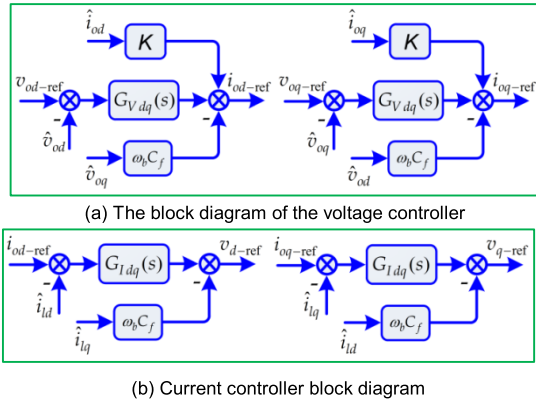 î_od î_oq
K K
v_od−ref G_V dq(s) i_od−ref v_oq−ref G_V dq(s) i_oq−ref
- - - -
v̂_od v̂_oq
ω_bC_f ω_bC_f
v̂_oq v̂_od
(a) The block diagram of the voltage controller
i_od−ref G_I dq(s) v_d−ref i_oq−ref G_I dq(s) v_q−ref
- - - -
î_ld î_lq
ω_bC_f ω_bC_f
î_lq î_ld
(b) Current controller block diagram